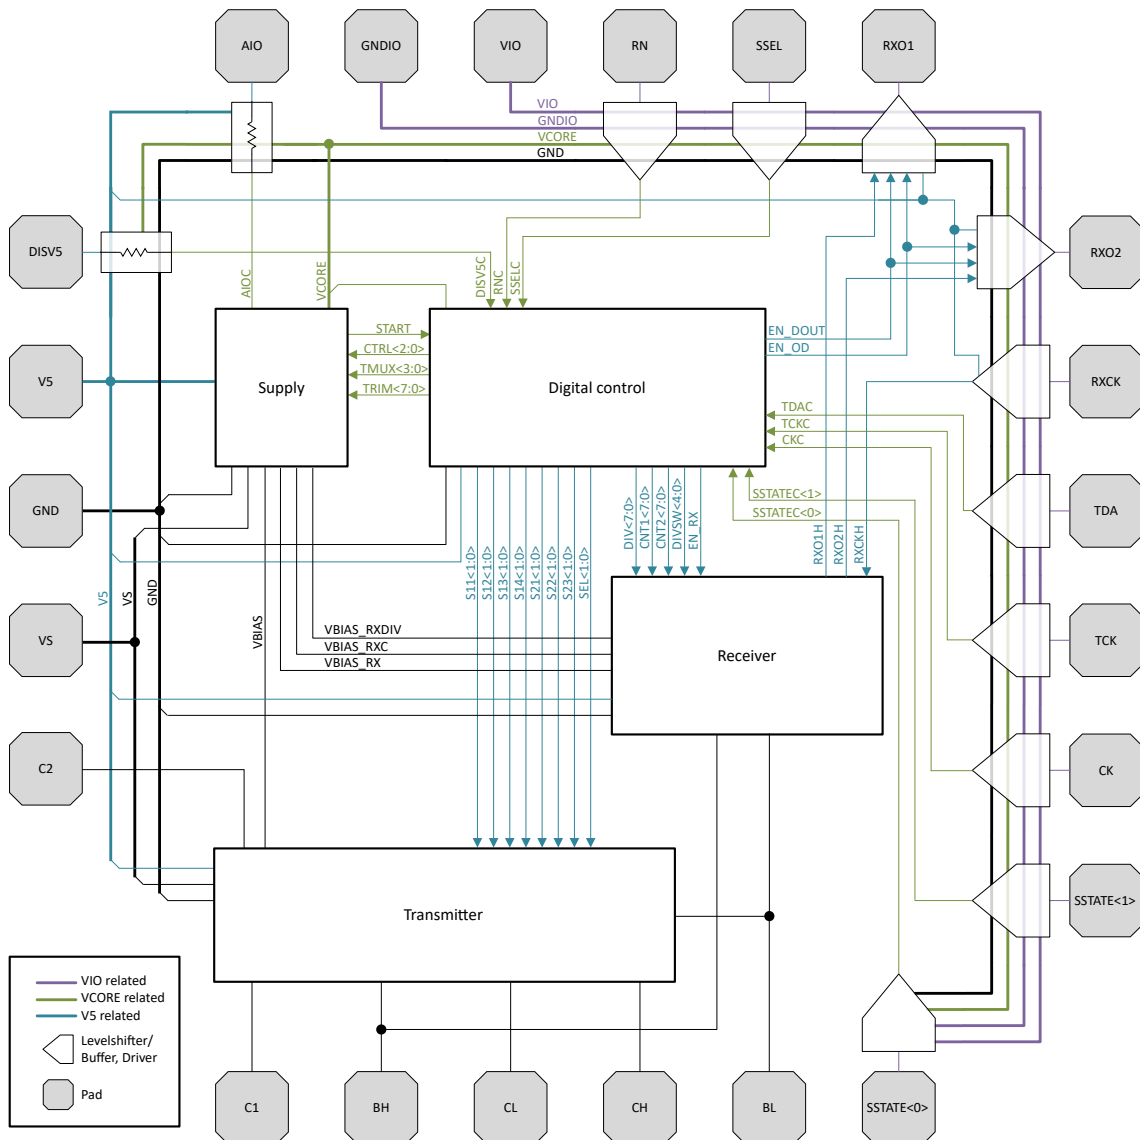 AIO
GNDIO
VIO
RN
SSEL
RXO1
VIO
GNDIO
VCORE
GND
DISV5
RXO2
AIOC
VCORE
DISV5C
RNC
SSELC
START
CTRL<2:0>
TMUX<3:0>
TRIM<7:0>
EN_DOUT
EN_OD
V5
Supply
Digital control
RXCK
TDAC
TCKC
CKC
SSTATEC<1>
SSTATEC<0>
GND
TDA
DIV<7:0>
CNT1<7:0>
CNT2<7:0>
DIVSW<4:0>
EN_RX
RXO1H
RXO2H
RXCKH
S11<1:0>
S12<1:0>
S13<1:0>
S14<1:0>
S21<1:0>
S22<1:0>
S23<1:0>
SEL<1:0>
V5
VS
GND
VBIAS
VBIAS_RXDIV
VBIAS_RXC
VBIAS_RX
VS
Receiver
TCK
C2
CK
Transmitter
SSTATE<1>
VIO related
VCORE related
V5 related
Levelshifter/
Buffer, Driver
Pad
C1
BH
CL
CH
BL
SSTATE<0>